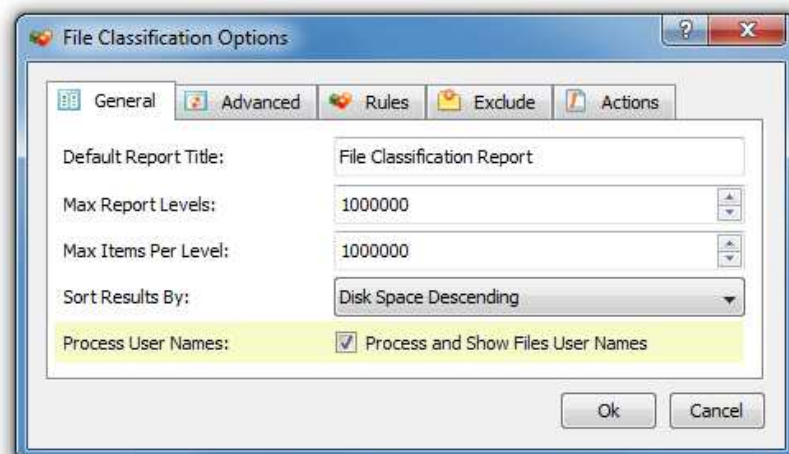 File Classification Options
General Advanced Rules Exclude Actions
Default Report Title: File Classification Report
Max Report Levels: 1000000
Max Items Per Level: 1000000
Sort Results By: Disk Space Descending
Process User Names: Process and Show Files User Names
Ok Cancel